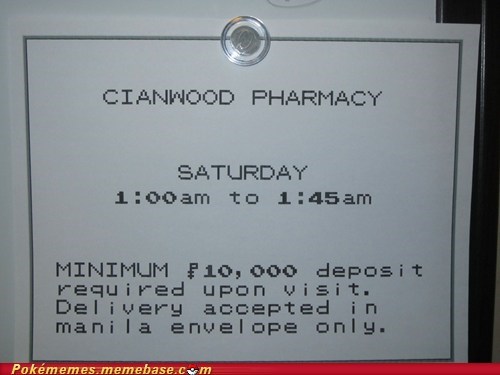 CIANWOOD PHARMACY
SATURDAY
1:00am to 1:45am
MINIMUM ₽10,000 deposit
required upon visit.
Delivery accepted in
manila envelope only.
Pokémemes.memebase.com